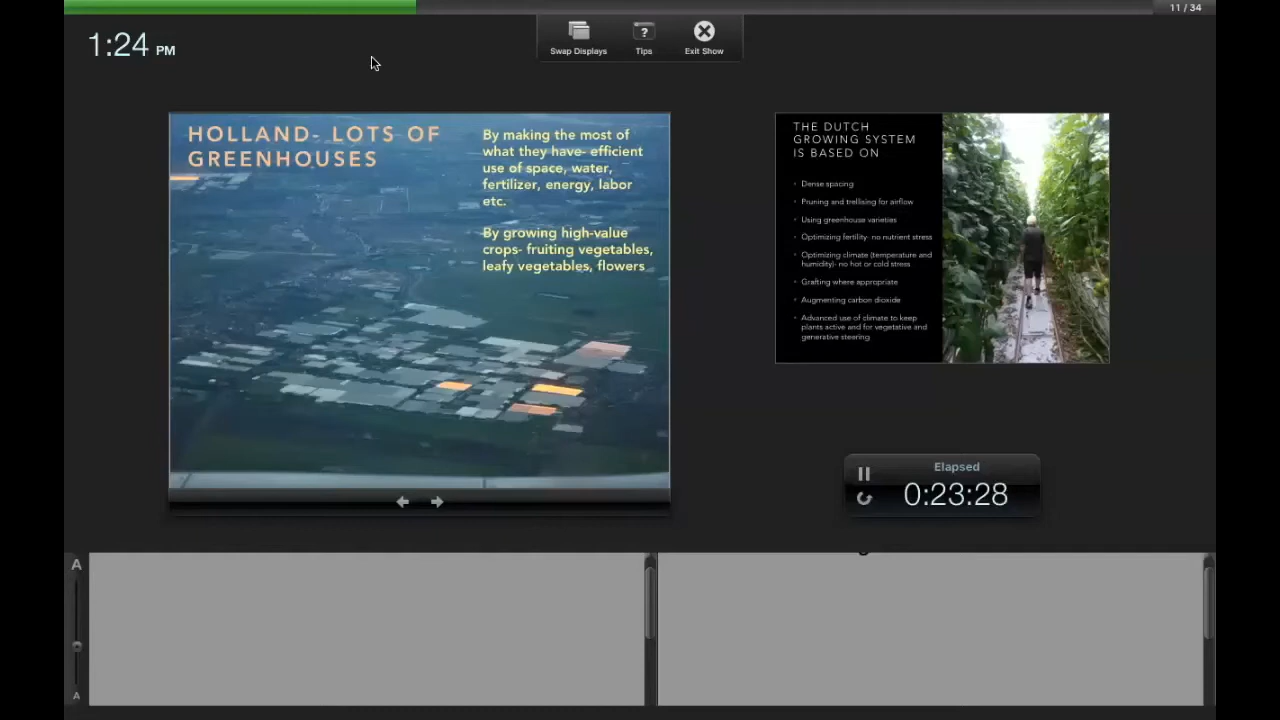 11 / 34
1:24 PM
Swap Displays
Tips
Exit Show
HOLLAND- LOTS OF
GREENHOUSES
By making the most of
what they have- efficient
use of space, water,
fertilizer, energy, labor
etc.
By growing high-value
crops- fruiting vegetables,
leafy vegetables, flowers
THE DUTCH
GROWING SYSTEM
IS BASED ON
Dense spacing
Pruning and trellising for airflow
Using greenhouse varieties
Optimizing fertility- no nutrient stress
Optimizing climate (temperature and
humidity)- no hot or cold stress
Grafting where appropriate
Augmenting carbon dioxide
Advanced use of climate to keep
plants active and for vegetative and
generative steering
Elapsed
0:23:28
A
A